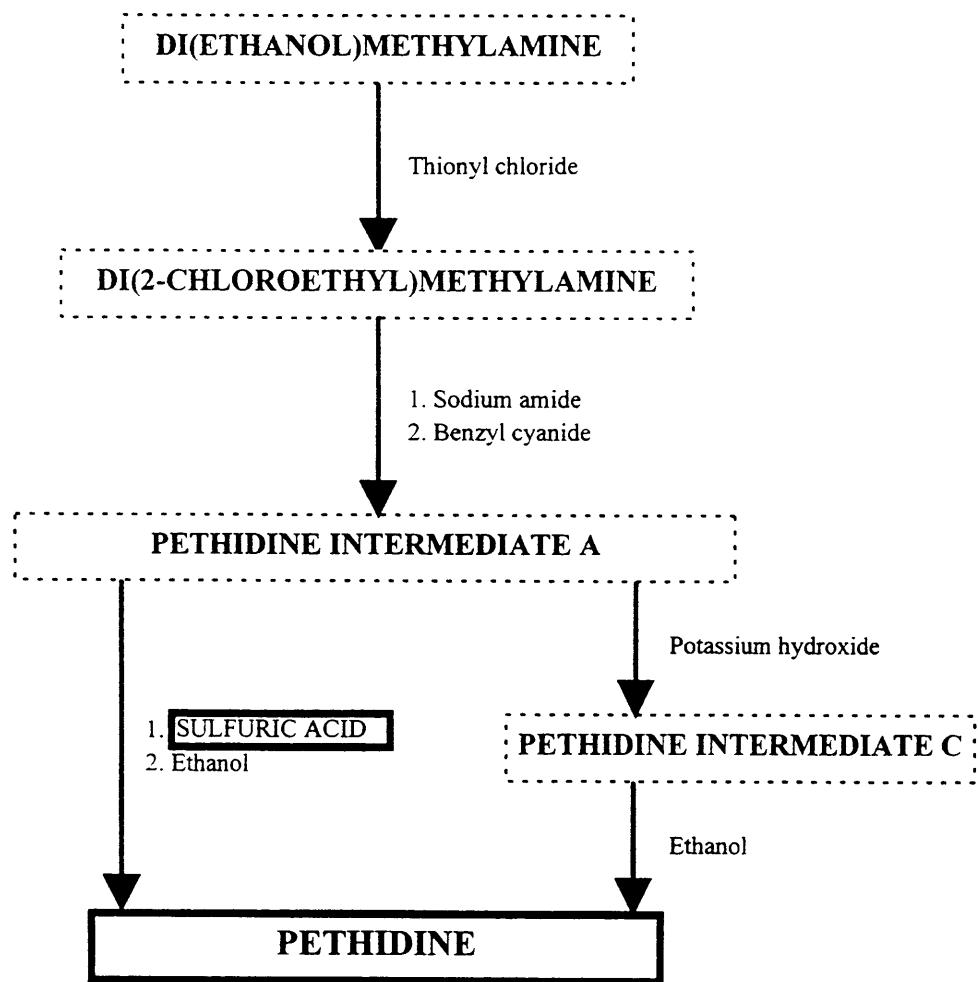 DI(ETHANOL)METHYLAMINE
Thionyl chloride
DI(2-CHLOROETHYL)METHYLAMINE
1. Sodium amide
2. Benzyl cyanide
PETHIDINE INTERMEDIATE A
Potassium hydroxide
1. SULFURIC ACID
2. Ethanol
PETHIDINE INTERMEDIATE C
Ethanol
PETHIDINE